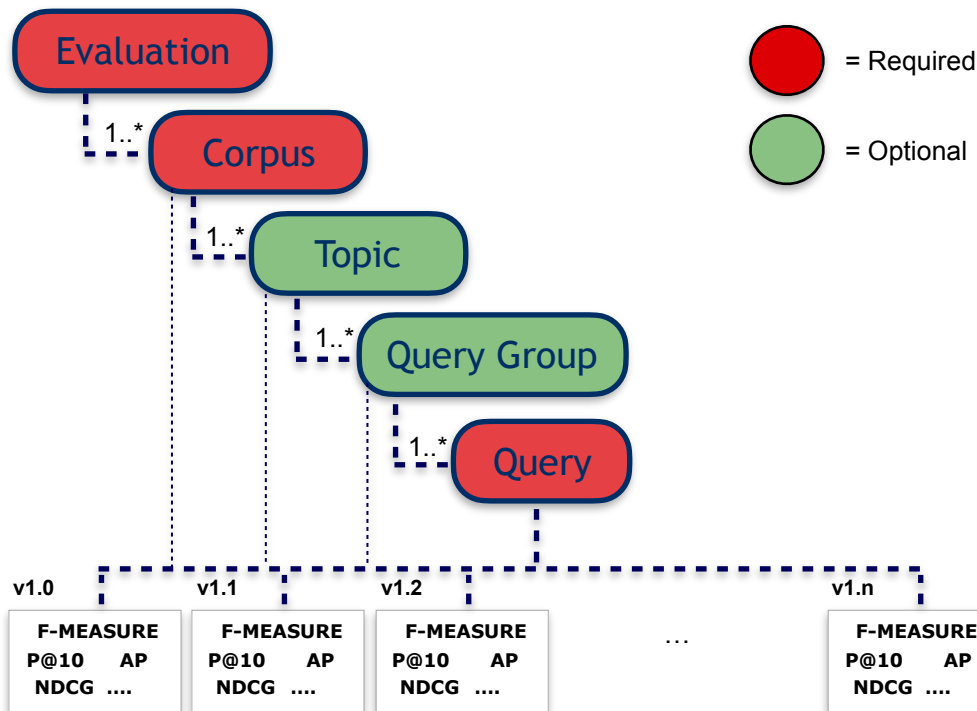 Evaluation
= Required
1..*
Corpus
= Optional
1..*
Topic
1..*
Query Group
1..*
Query
v1.0
v1.1
v1.2
v1.n
F-MEASURE
P@10 AP
NDCG ....
F-MEASURE
P@10 AP
NDCG ....
F-MEASURE
P@10 AP
NDCG ....
...
F-MEASURE
P@10 AP
NDCG ....